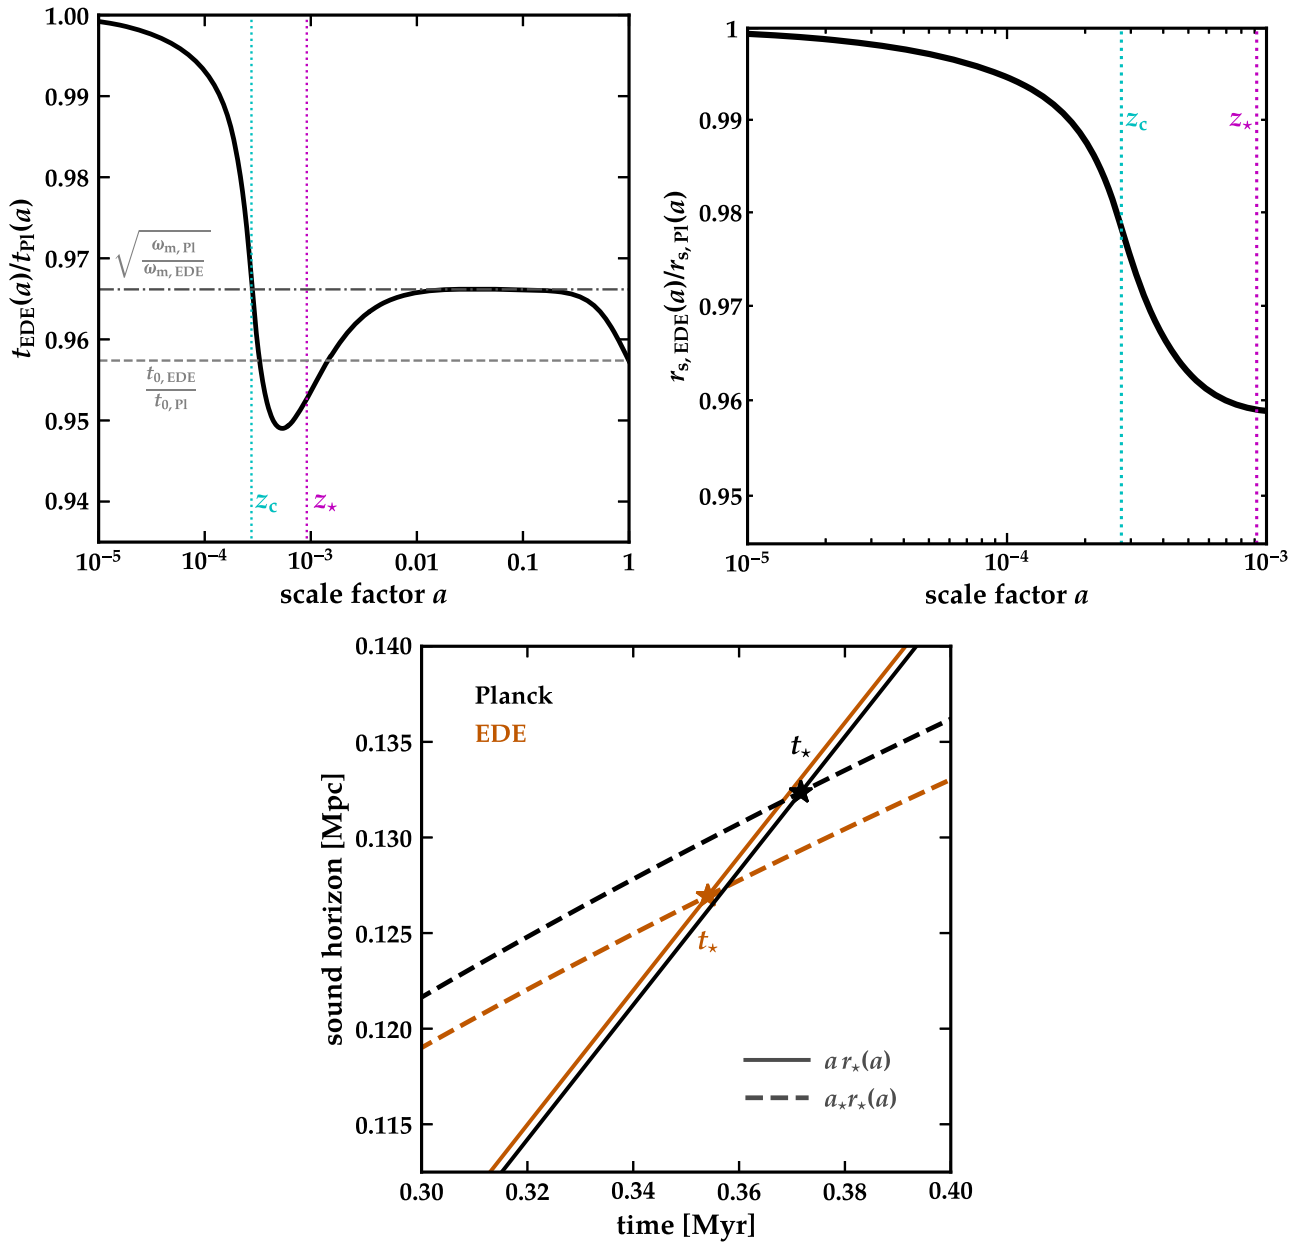 1.00
0.99
0.98
0.97
0.96
0.95
0.94
t_EDE(a)/t_Pl(a)
√(ω_m, Pl / ω_m, EDE)
t_0, EDE / t_0, Pl
z_c
z_⋆
10⁻⁵ 10⁻⁴ 10⁻³ 0.01 0.1 1
scale factor a
1
0.99
0.98
0.97
0.96
0.95
r_s, EDE(a)/r_s, Pl(a)
z_c
z_⋆
10⁻⁵ 10⁻⁴ 10⁻³
scale factor a
0.140
0.135
0.130
0.125
0.120
0.115
sound horizon [Mpc]
Planck
EDE
t_⋆
t_⋆
a r_⋆(a)
a_⋆r_⋆(a)
0.30 0.32 0.34 0.36 0.38 0.40
time [Myr]